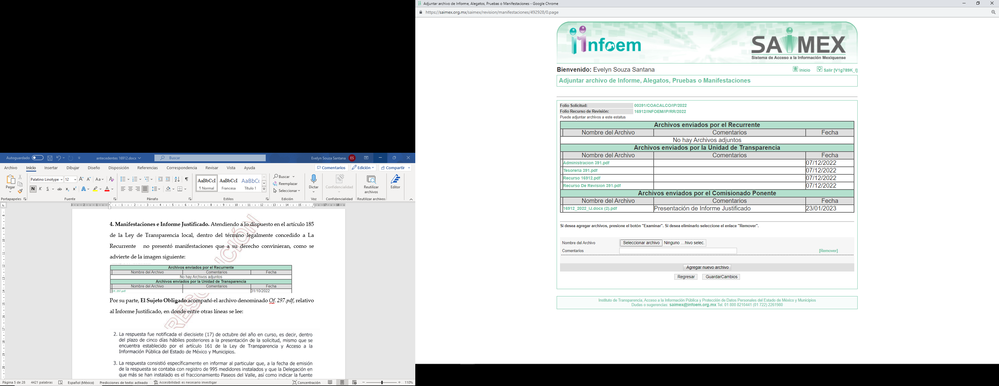 Adjuntar archivo de Informe, Alegatos, Pruebas o Manifestaciones - Google Chrome
https://saimex.org.mx/saimex/revision/manifestaciones/492928/0.page
infoem
SAIMEX
Sistema de Acceso a la Información Mexiquense
Bienvenido: Evelyn Souza Santana
Inicio Salir [V1g789K_I]
Adjuntar archivo de Informe, Alegatos, Pruebas o Manifestaciones
Folio Solicitud: 00391/COACALCO/IP/2022
Folio Recurso de Revisión: 16912/INFOEM/IP/RR/2022
Puede adjuntar archivos a este estatus
Archivos enviados por el Recurrente
Nombre del Archivo Comentarios Fecha
No hay Archivos adjuntos
Archivos enviados por la Unidad de Transparencia
Nombre del Archivo Comentarios Fecha
Administracion 391.pdf 07/12/2022
Tesoreria 391.pdf 07/12/2022
Recurso 16912.pdf 07/12/2022
Recurso De Revision 391.pdf 07/12/2022
Archivos enviados por el Comisionado Ponente
Nombre del Archivo Comentarios Fecha
16912_2022_IJ.docx (2).pdf Presentación de Informe Justificado 23/01/2023
Si desea agregar archivos, presione el botón "Examinar". Si desea eliminarlo seleccione el enlace "Remover".
Nombre del Archivo Seleccionar archivo Ninguno ...hivo selec.
Comentarios [Remover]
Agregar nuevo archivo
Regresar GuardarCambios
Instituto de Transparencia, Acceso a la Información Pública y Protección de Datos Personales del Estado de México y Municipios
Dudas o sugerencias: saimex@infoem.org.mx Tel. 01 800 8210441 (01 722) 2261980
Autoguardado antecedentes 16912.docx Buscar Evelyn Souza Santana ES
Archivo Inicio Insertar Dibujar Diseño Disposición Referencias Correspondencia Revisar Vista Ayuda Comentarios Edición Compartir
Pegar
Palatino Linotype 12
N K S ab
AaBbCcI AaBbCcI AaBbCc
¶ Normal Francesa Título 1
Buscar
Reemplazar
Seleccionar
Dictar Confidencialidad Reutilizar archivos Editor
Portapapeles Fuente Párrafo Estilos Edición Voz Confidencialidad Reutilizar archivos
4. Manifestaciones e Informe Justificado. Atendiendo a lo dispuesto en el artículo 185
de la Ley de Transparencia local, dentro del término legalmente concedido a La
Recurrente no presentó manifestaciones que a su derecho convinieran, como se
advierte de la imagen siguiente:
Archivos enviados por el Recurrente
Nombre del Archivo Comentarios Fecha
No hay Archivos adjuntos
Archivos enviados por la Unidad de Transparencia
Nombre del Archivo Comentarios Fecha
Of. 297.pdf 31/10/2022
Por su parte, El Sujeto Obligado acompañó el archivo denominado Of. 297.pdf, relativo
al Informe Justificado, en donde entre otras líneas se lee:
2. La respuesta fue notificada el diecisiete (17) de octubre del año en curso, es decir, dentro
del plazo de cinco días hábiles posteriores a la presentación de la solicitud, mismo que se
encuentra establecido por el artículo 161 de la Ley de Transparencia y Acceso a la
Información Pública del Estado de México y Municipios.
3. La respuesta consistió específicamente en informar al particular que, a la fecha de emisión
de la respuesta se contaba con registro de 995 medidores instalados y que la Delegación en
que más se han instalado es el fraccionamiento Paseos del Valle, así como indicar la fuente
Página 5 de 28 4421 palabras Español (México) Predicciones de texto: activado Accesibilidad: es necesario investigar Concentración 110%